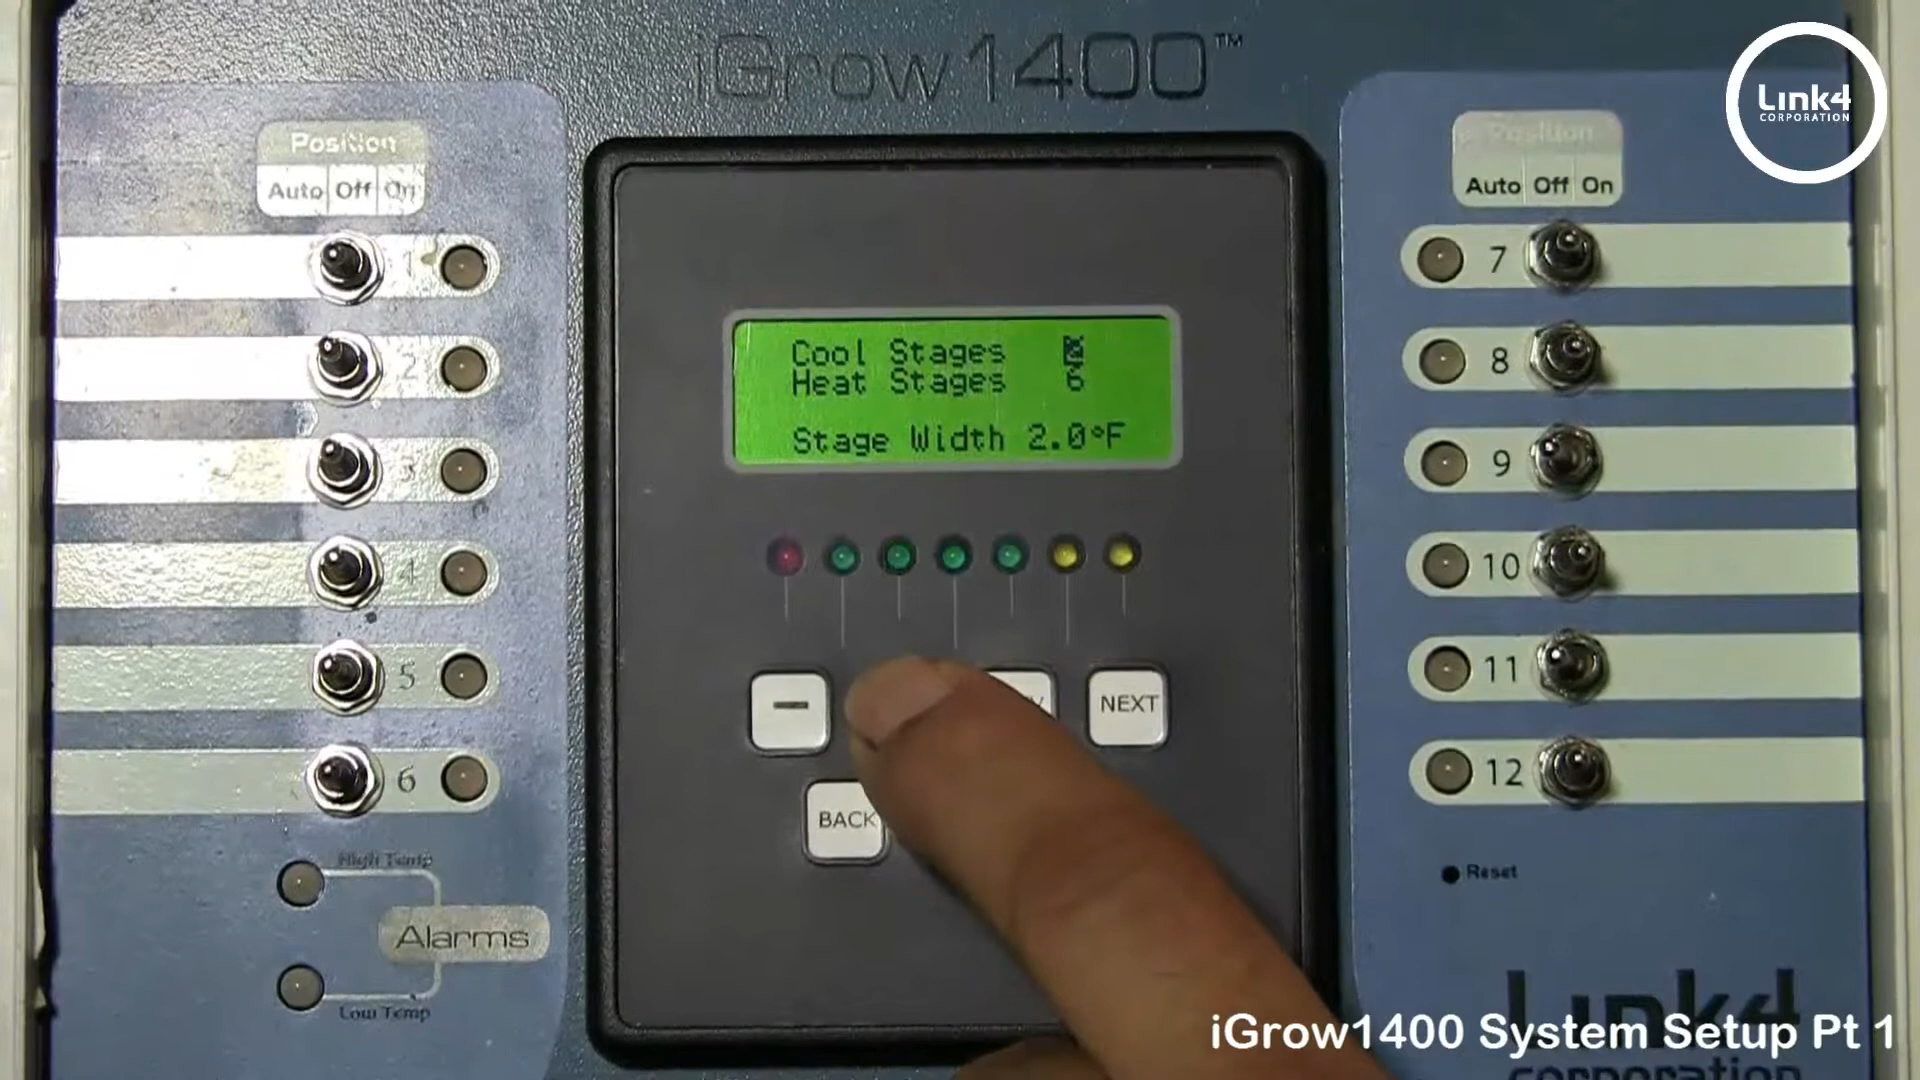 iGrow1400™
Link4
CORPORATION
Position
Auto Off On
1
2
3
4
5
6
High Temp
Alarms
Low Temp
Cool Stages
Heat Stages 6
Stage Width 2.0°F
−
NEXT
BACK
Position
Auto Off On
7
8
9
10
11
12
Reset
Link4
corporation
iGrow1400 System Setup Pt 1